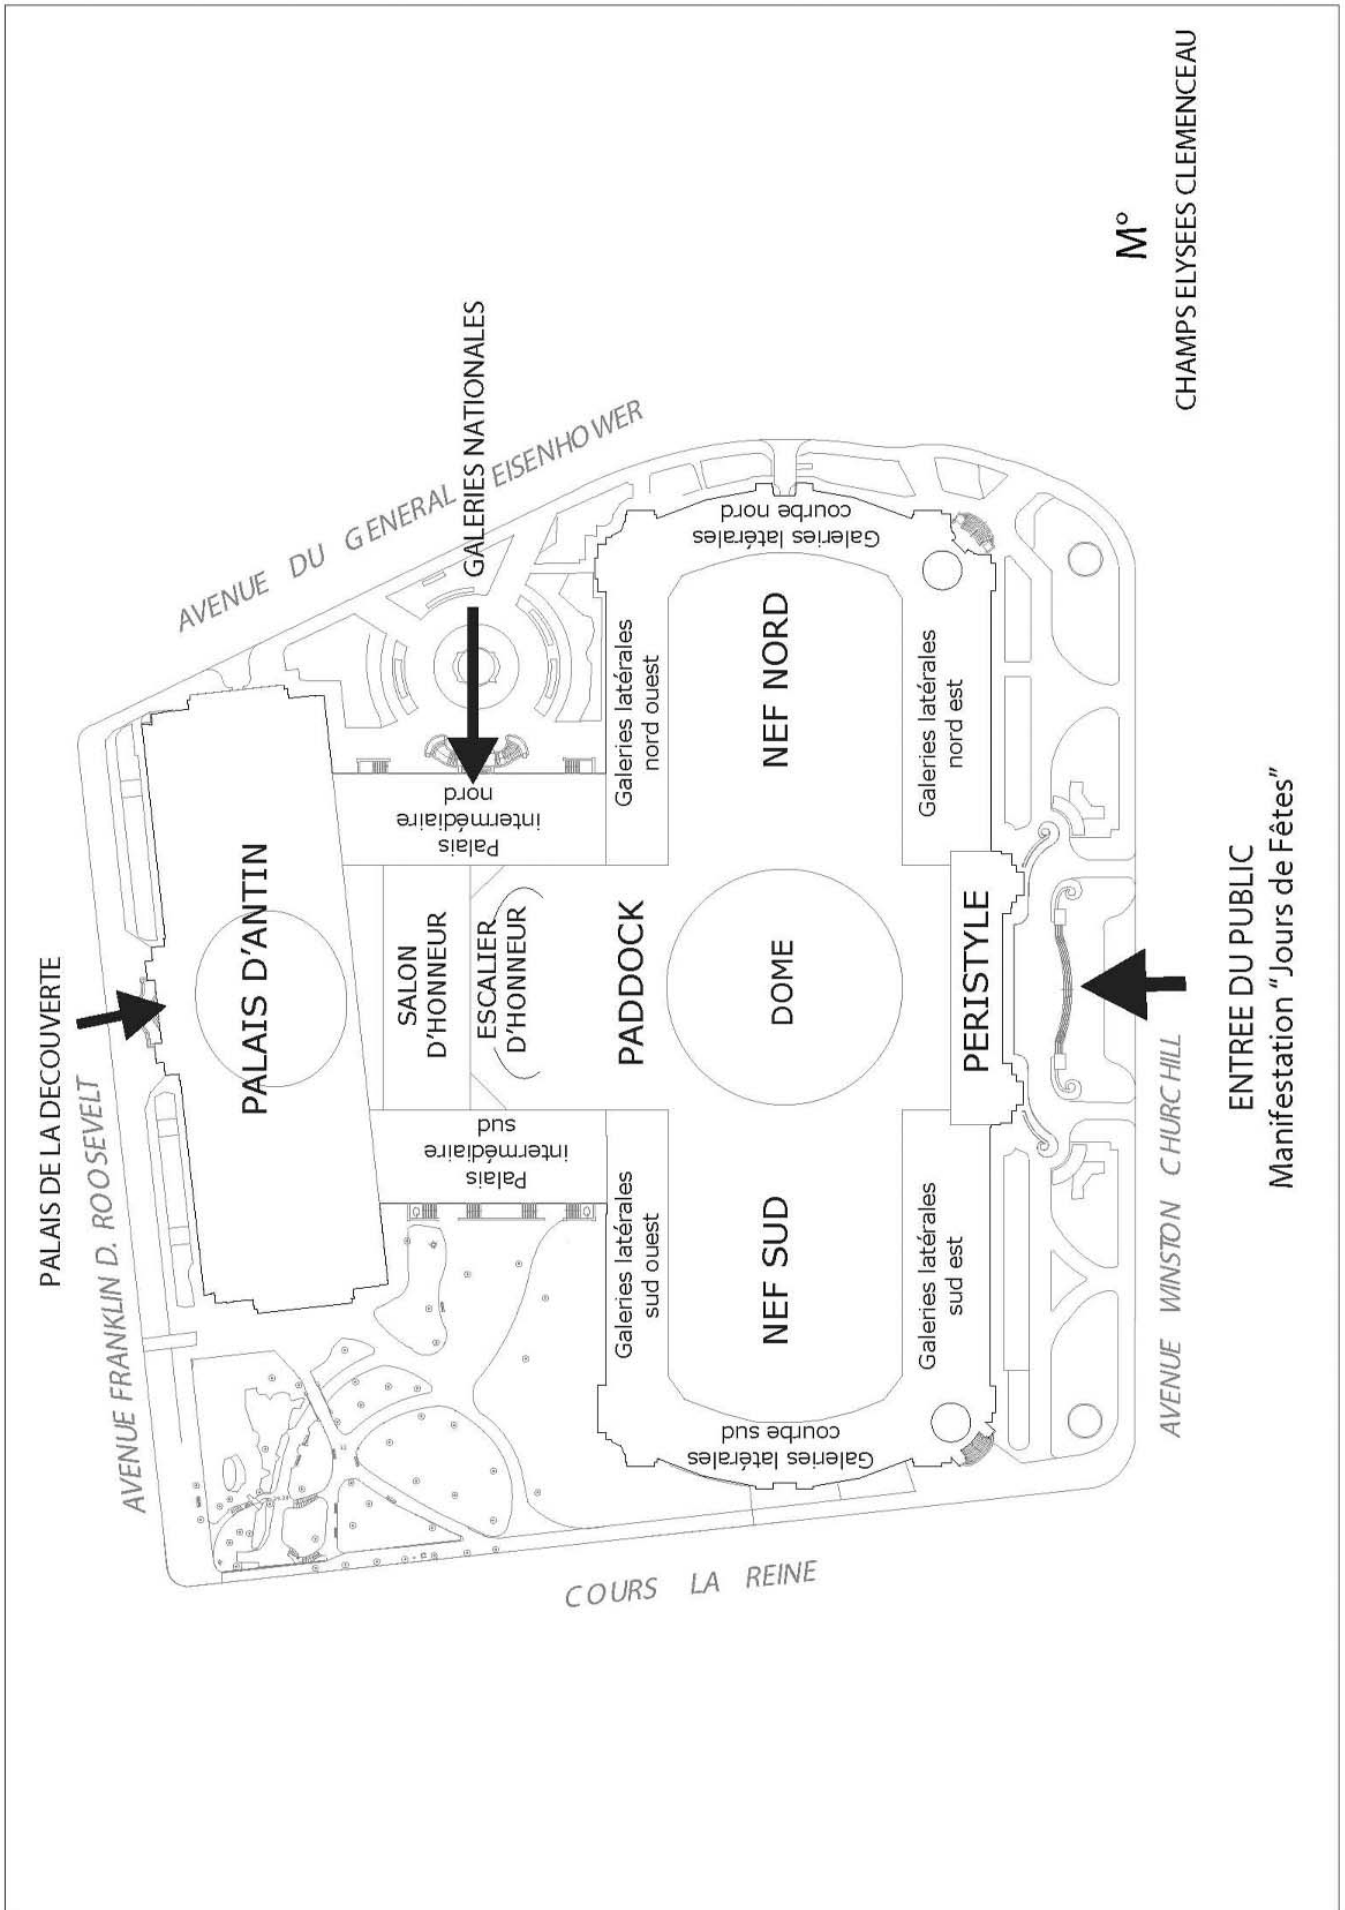 PALAIS DE LA DECOUVERTE
AVENUE FRANKLIN D. ROOSEVELT
AVENUE DU GENERAL EISENHOWER
GALERIES NATIONALES
PALAIS D'ANTIN
Palais
intermédiaire
nord
SALON
D'HONNEUR
ESCALIER
D'HONNEUR
Palais
intermédiaire
sud
PADDOCK
Galeries latérales
nord ouest
Galeries latérales
sud ouest
Galeries latérales
courbe nord
NEF NORD
DOME
NEF SUD
Galeries latérales
courbe sud
Galeries latérales
nord est
Galeries latérales
sud est
PERISTYLE
COURS LA REINE
AVENUE WINSTON CHURCHILL
ENTREE DU PUBLIC
Manifestation "Jours de Fêtes"
M°
CHAMPS ELYSEES CLEMENCEAU